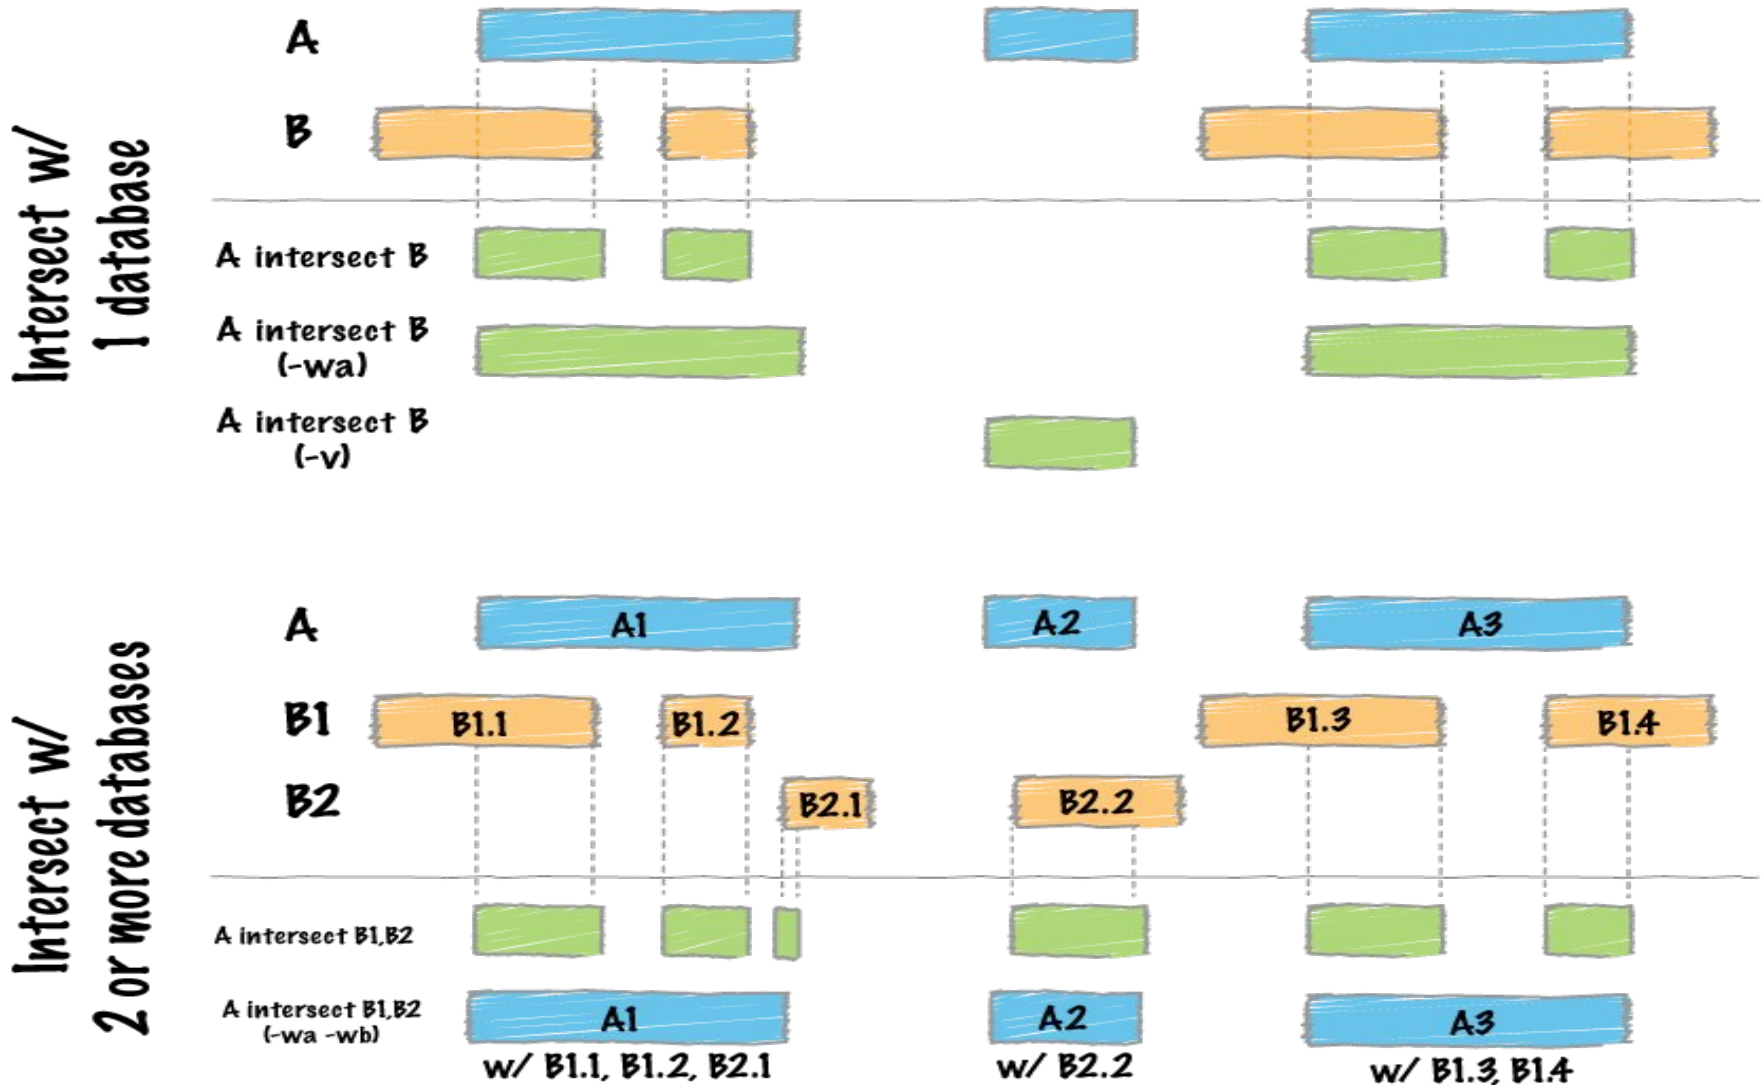 Intersect w/
1 database
A
B
A intersect B
A intersect B
(-wa)
A intersect B
(-v)
Intersect w/
2 or more databases
A
A1
A2
A3
B1
B1.1
B1.2
B1.3
B1.4
B2
B2.1
B2.2
A intersect B1,B2
A intersect B1,B2
(-wa -wb)
A1
A2
A3
w/ B1.1, B1.2, B2.1
w/ B2.2
w/ B1.3, B1.4